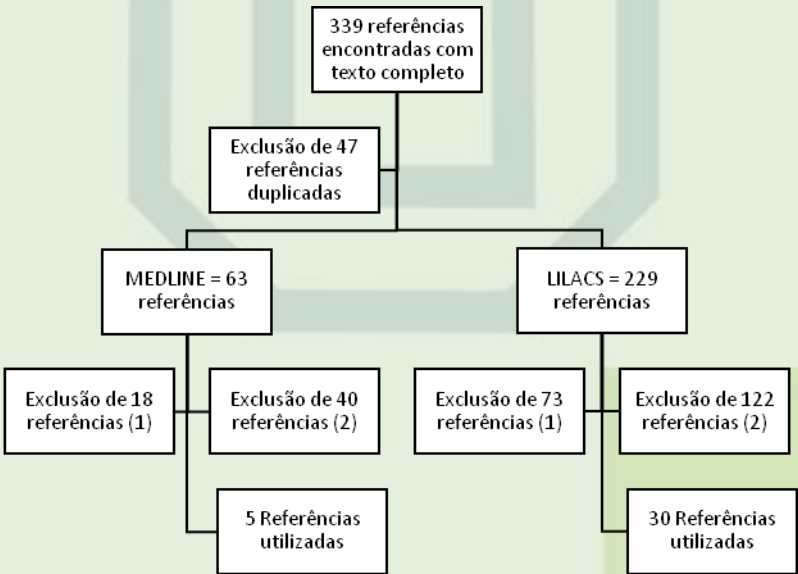 339 referências
encontradas com
texto completo
Exclusão de 47
referências
duplicadas
MEDLINE = 63
referências
LILACS = 229
referências
Exclusão de 18
referências (1)
Exclusão de 40
referências (2)
Exclusão de 73
referências (1)
Exclusão de 122
referências (2)
5 Referências
utilizadas
30 Referências
utilizadas